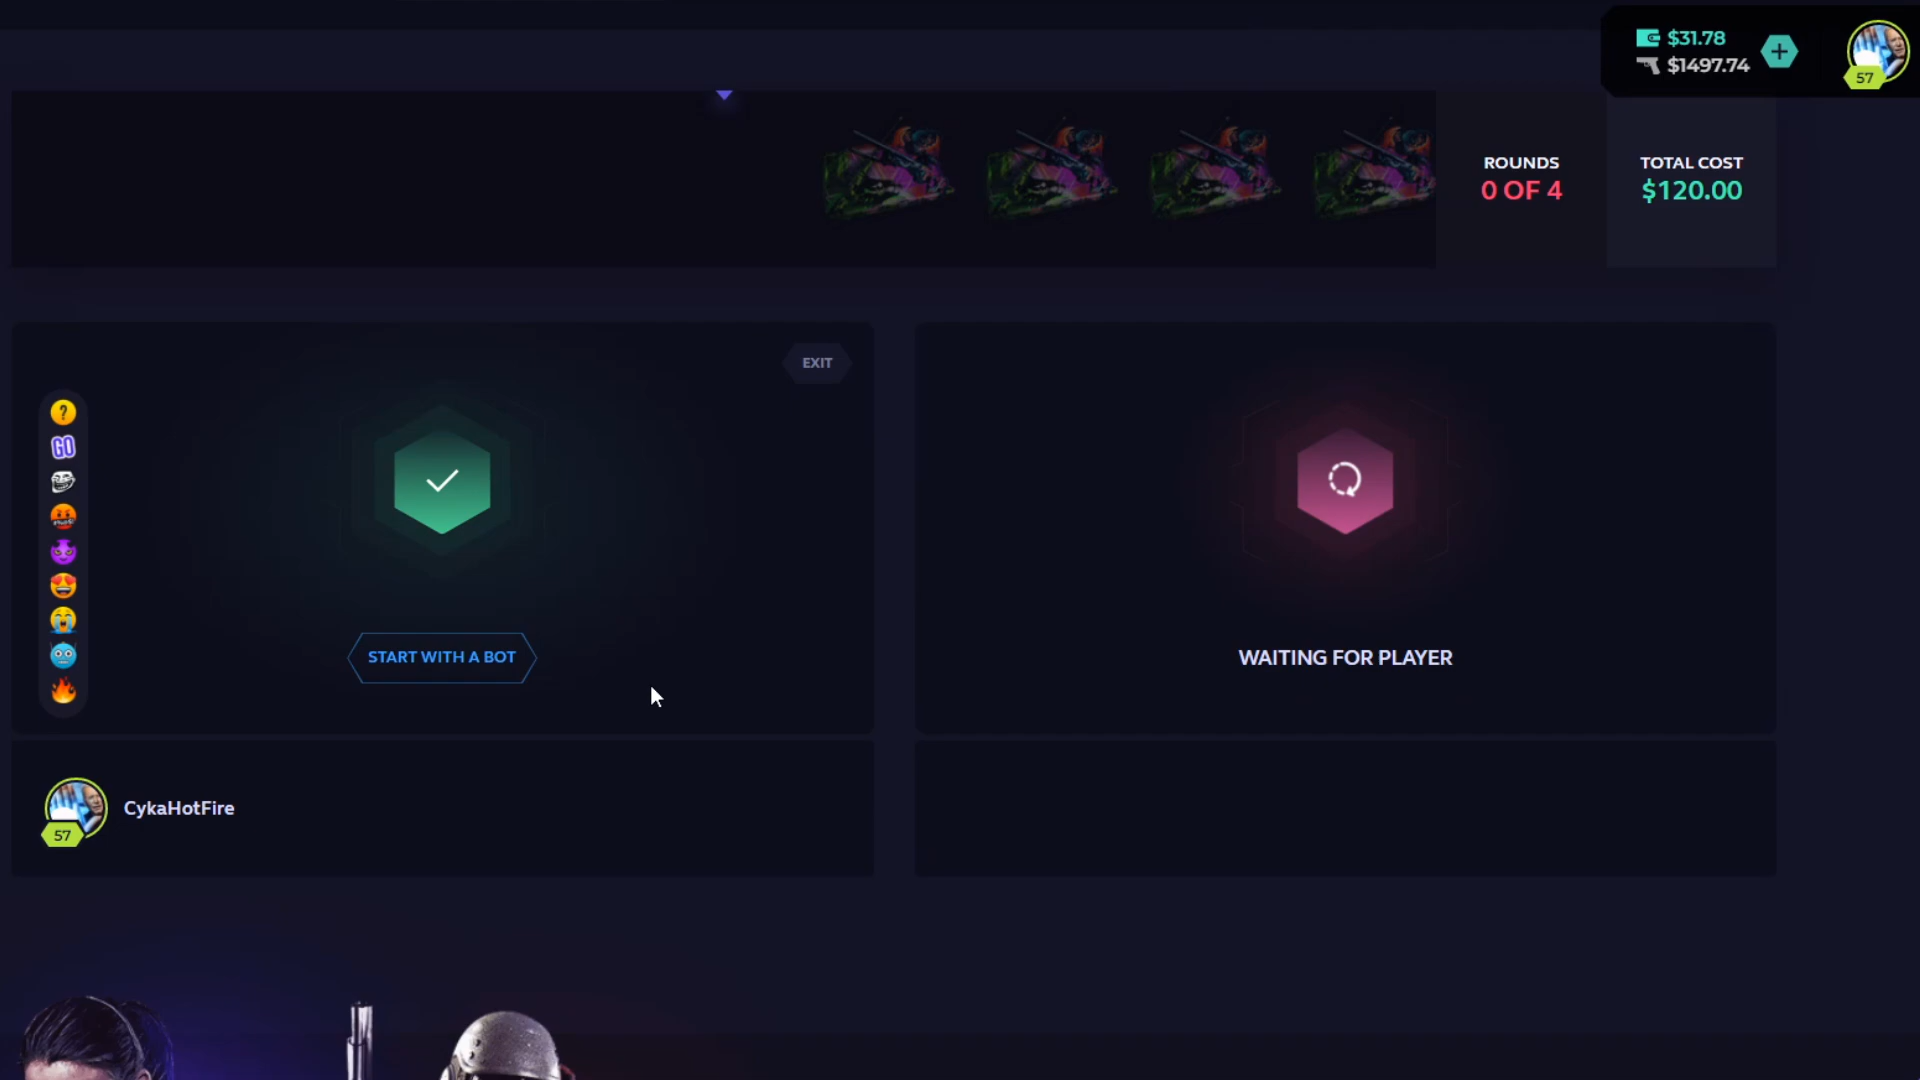 $31.78
$1497.74
57
ROUNDS
0 OF 4
TOTAL COST
$120.00
EXIT
GO
START WITH A BOT
WAITING FOR PLAYER
CykaHotFire
57